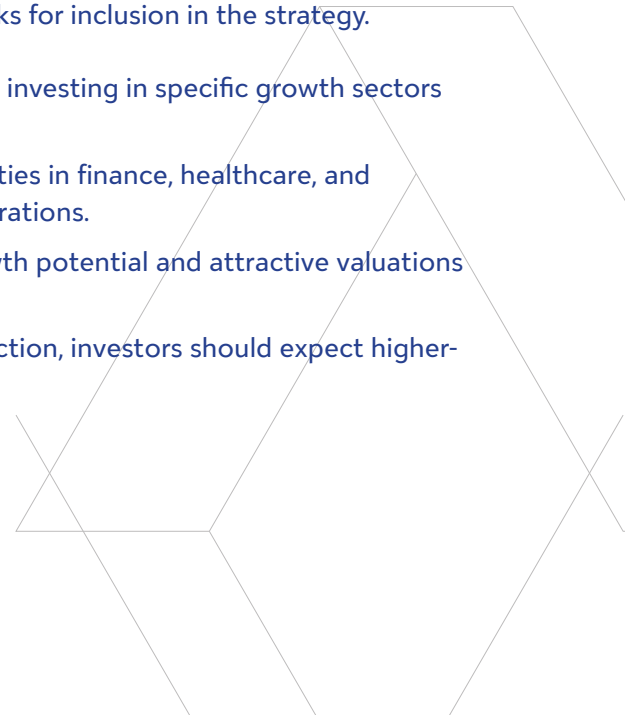 ks for inclusion in the strategy.
investing in specific growth sectors
ties in finance, healthcare, and
rations.
th potential and attractive valuations
ction, investors should expect higher-